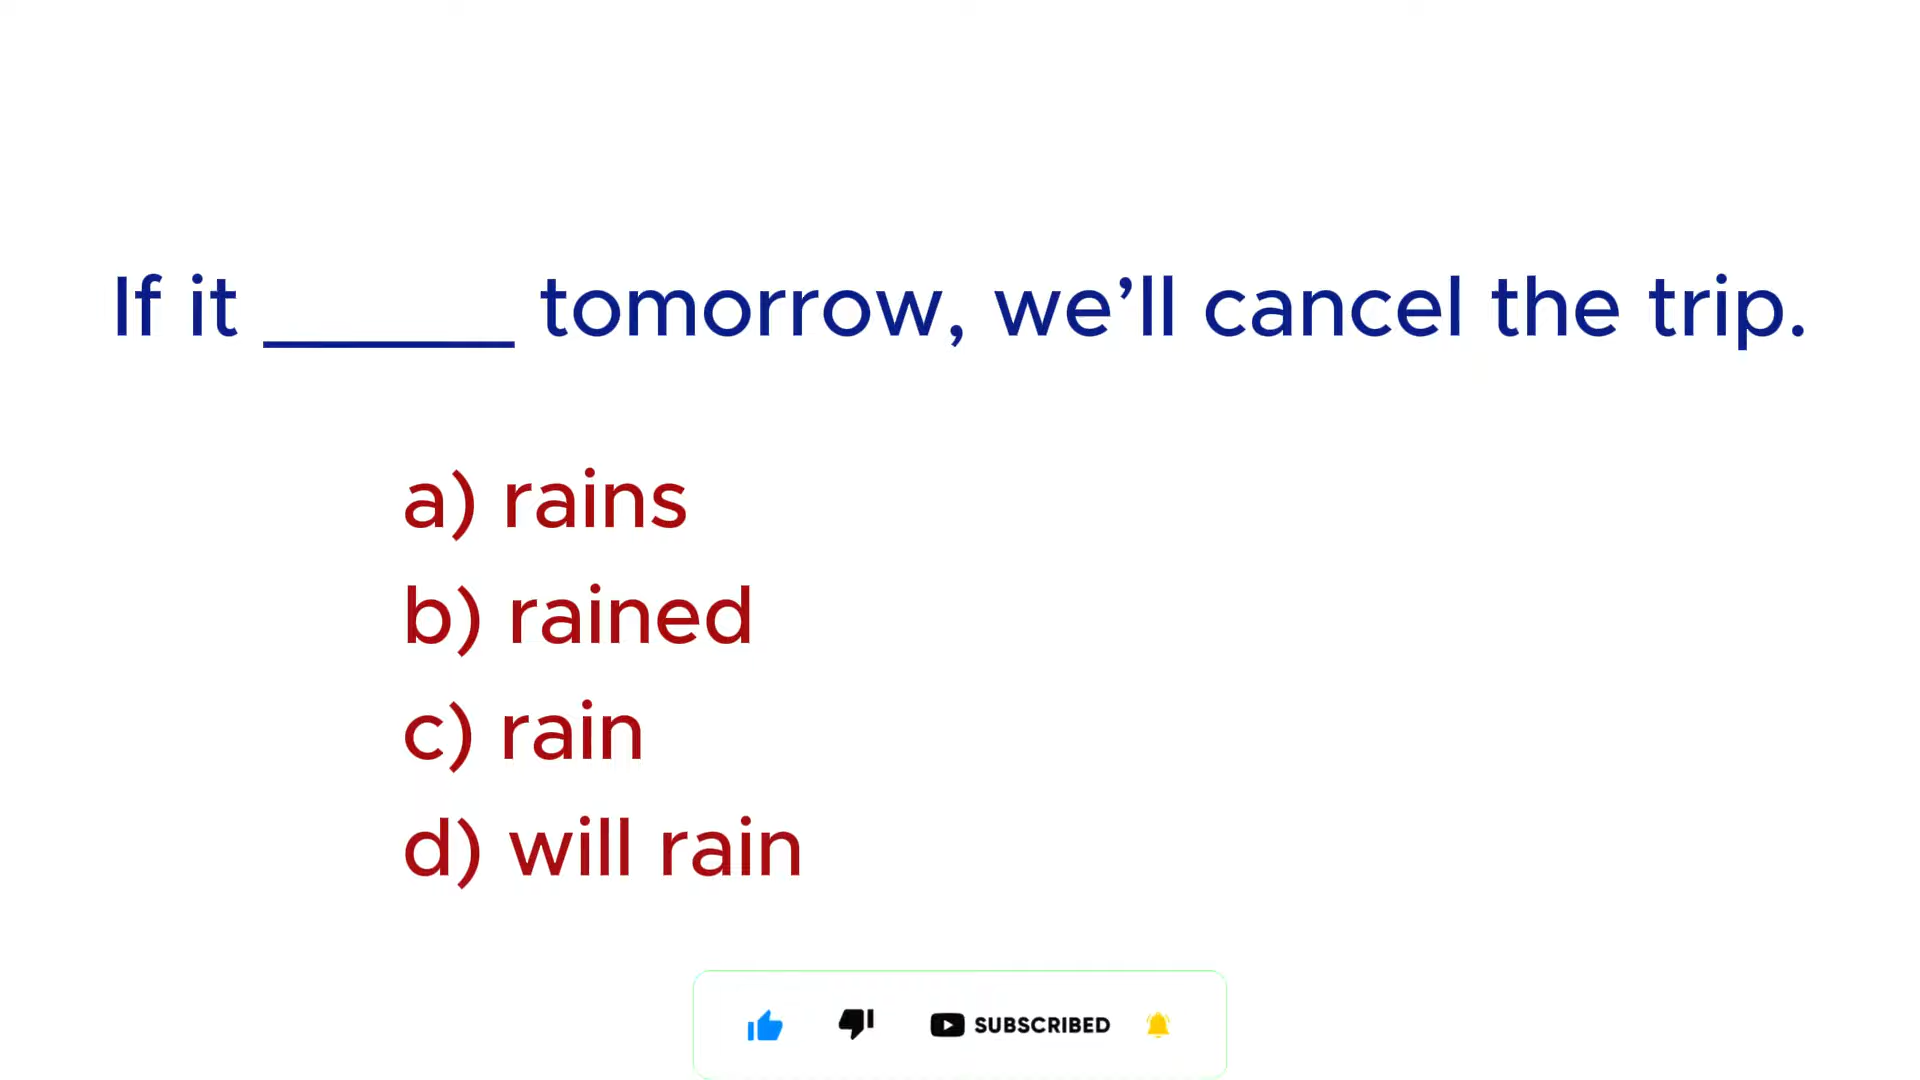 If it ______ tomorrow, we’ll cancel the trip.
a) rains
b) rained
c) rain
d) will rain
SUBSCRIBED